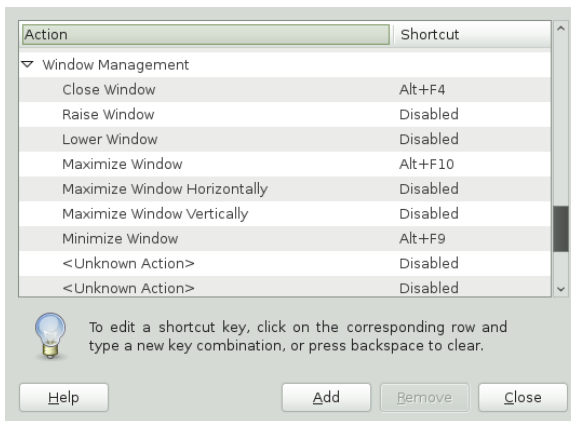 Action Shortcut
Window Management
Close Window Alt+F4
Raise Window Disabled
Lower Window Disabled
Maximize Window Alt+F10
Maximize Window Horizontally Disabled
Maximize Window Vertically Disabled
Minimize Window Alt+F9
<Unknown Action> Disabled
<Unknown Action> Disabled
To edit a shortcut key, click on the corresponding row and
type a new key combination, or press backspace to clear.
Help Add Remove Close